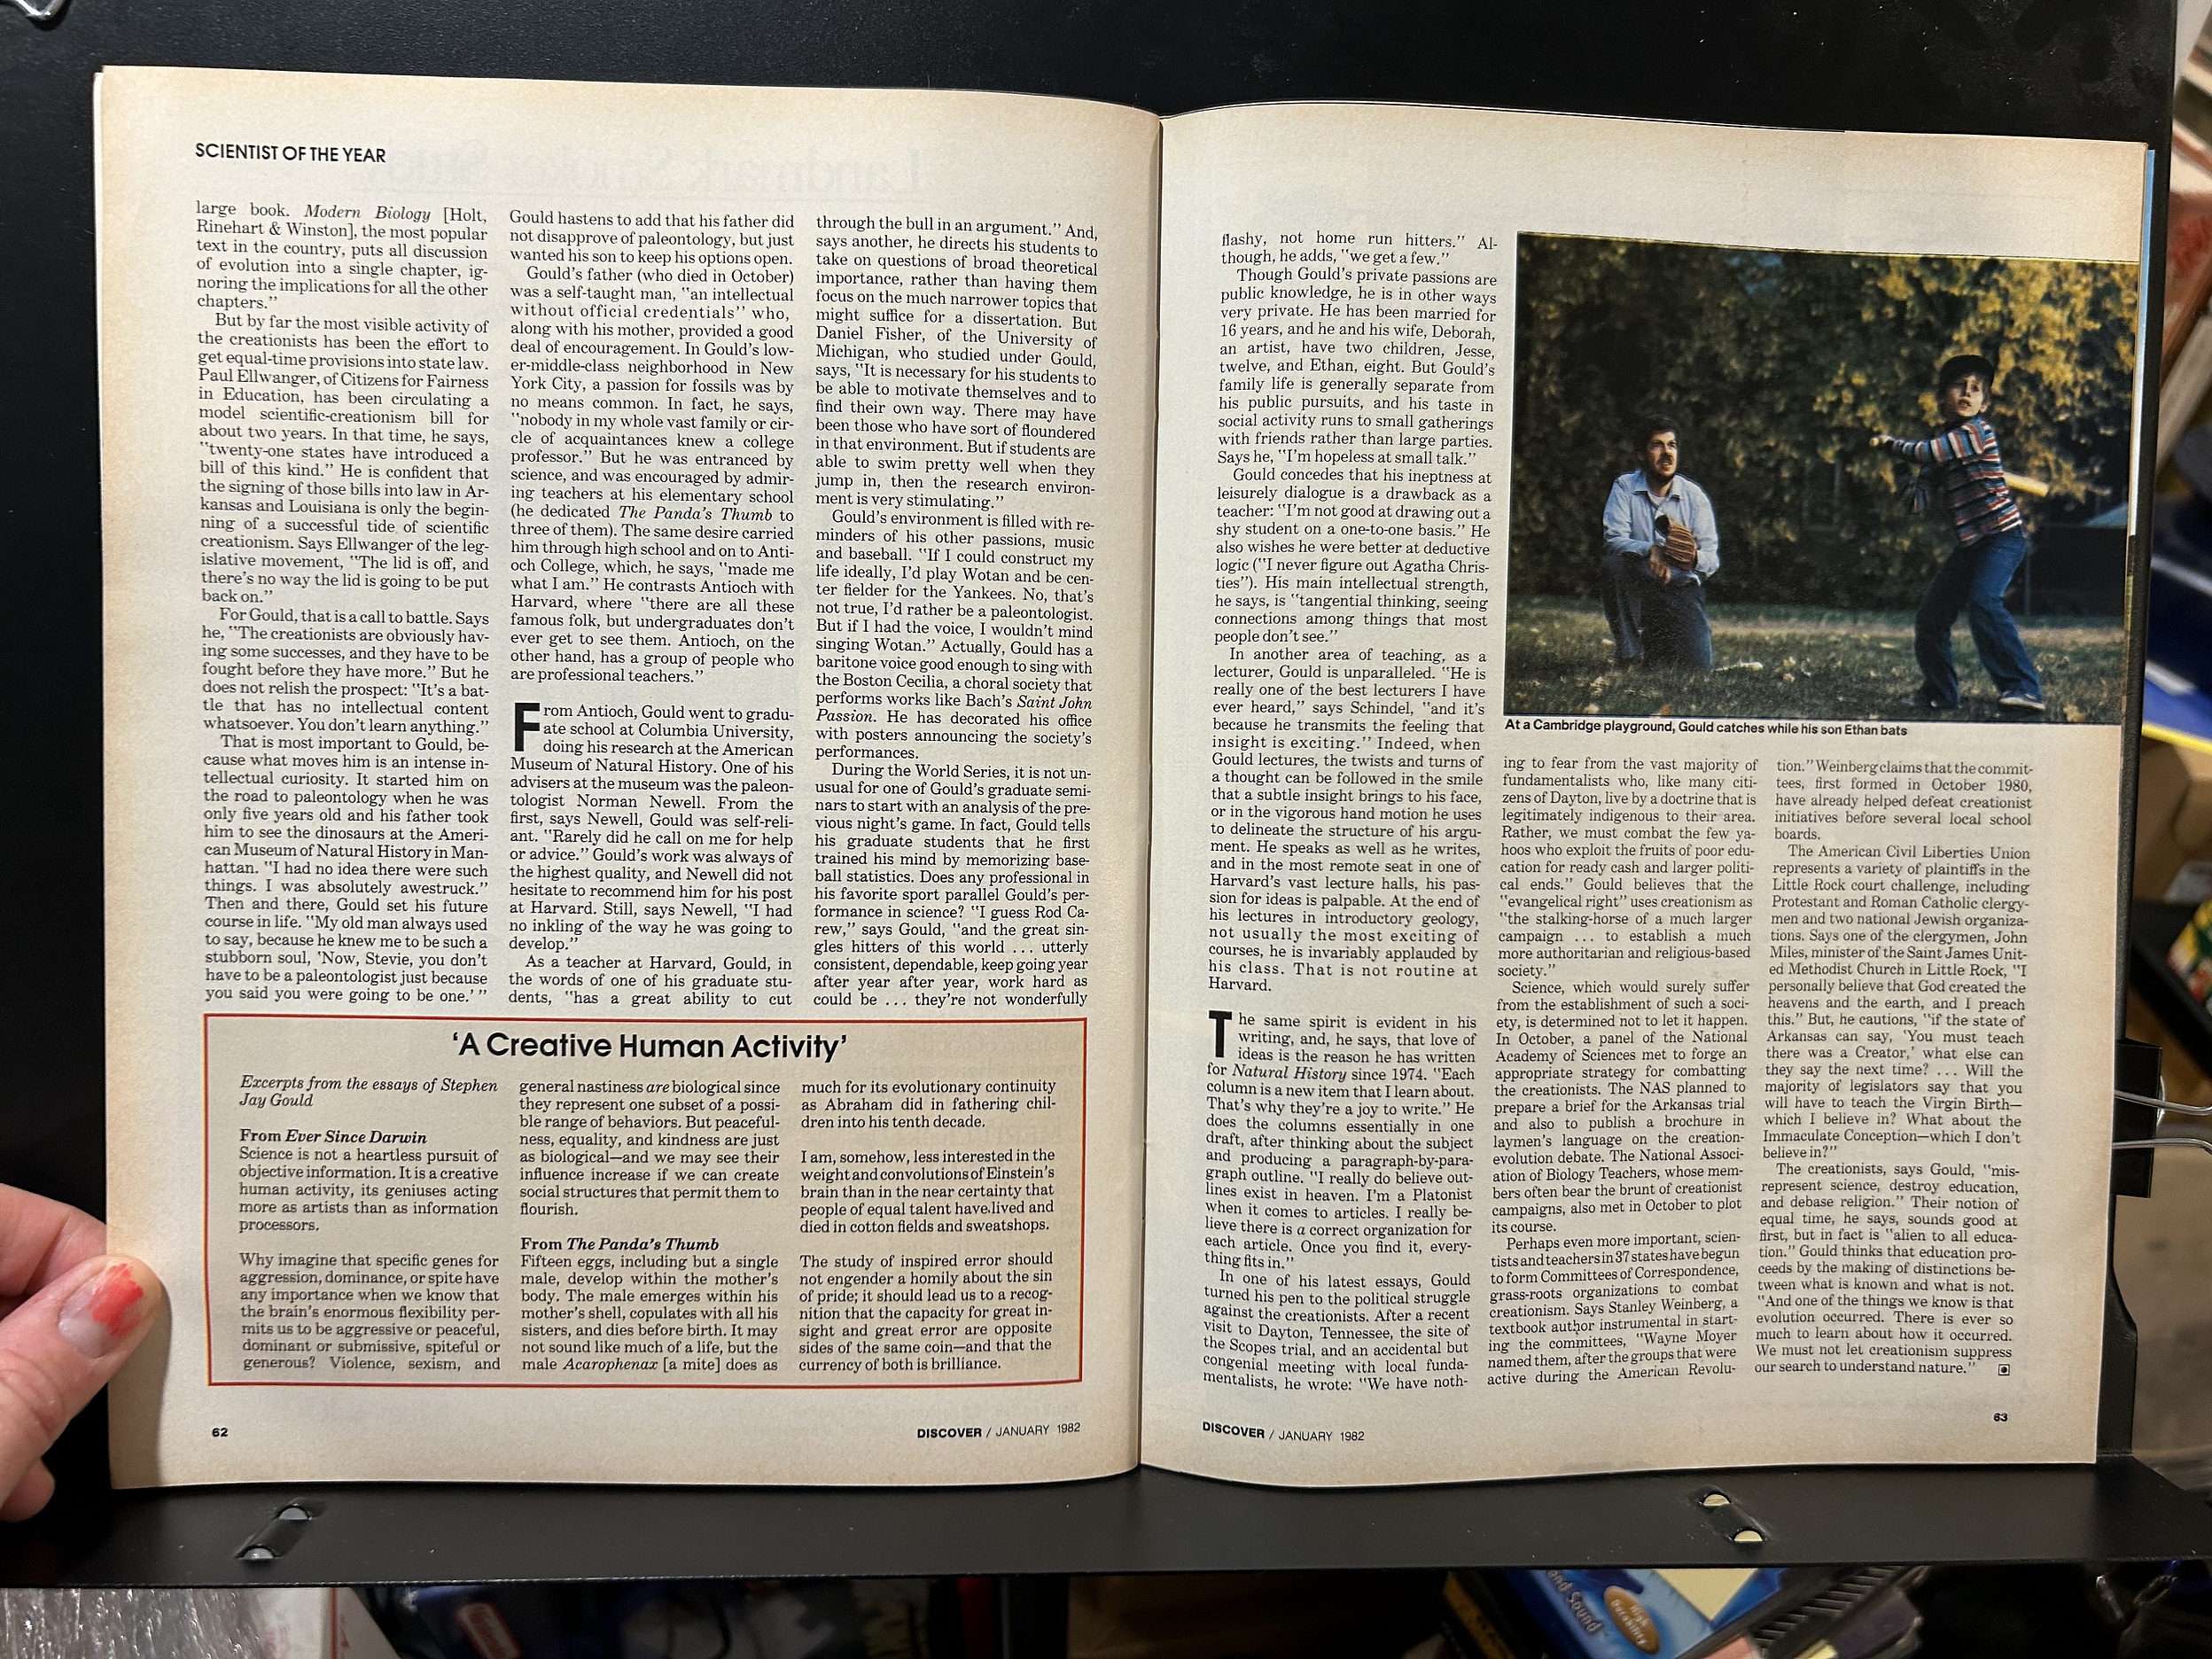 SCIENTIST OF THE YEAR
large book. Modern Biology [Holt,
Rinehart & Winston], the most popular
text in the country, puts all discussion
of evolution into a single chapter, ig-
noring the implications for all the other
chapters."
But by far the most visible activity of
the creationists has been the effort to
get equal-time provisions into state law.
Paul Ellwanger, of Citizens for Fairness
in Education, has been circulating a
model scientific-creationism bill for
about two years. In that time, he says,
"twenty-one states have introduced a
bill of this kind." He is confident that
the signing of those bills into law in Ar-
kansas and Louisiana is only the begin-
ning of a successful tide of scientific
creationism. Says Ellwanger of the leg-
islative movement, "The lid is off, and
there's no way the lid is going to be put
back on."
For Gould, that is a call to battle. Says
he, "The creationists are obviously hav-
ing some successes, and they have to be
fought before they have more." But he
does not relish the prospect: "It's a bat-
tle that has no intellectual content
whatsoever. You don't learn anything."
That is most important to Gould, be-
cause what moves him is an intense in-
tellectual curiosity. It started him on
the road to paleontology when he was
only five years old and his father took
him to see the dinosaurs at the Ameri-
can Museum of Natural History in Man-
hattan. "I had no idea there were such
things. I was absolutely awestruck."
Then and there, Gould set his future
course in life. "My old man always used
to say, because he knew me to be such a
stubborn soul, 'Now, Stevie, you don't
have to be a paleontologist just because
you said you were going to be one.' "
Gould hastens to add that his father did
not disapprove of paleontology, but just
wanted his son to keep his options open.
Gould's father (who died in October)
was a self-taught man, "an intellectual
without official credentials" who,
along with his mother, provided a good
deal of encouragement. In Gould's low-
er-middle-class neighborhood in New
York City, a passion for fossils was by
no means common. In fact, he says,
"nobody in my whole vast family or cir-
cle of acquaintances knew a college
professor." But he was entranced by
science, and was encouraged by admir-
ing teachers at his elementary school
(he dedicated The Panda's Thumb to
three of them). The same desire carried
him through high school and on to Anti-
och College, which, he says, "made me
what I am." He contrasts Antioch with
Harvard, where "there are all these
famous folk, but undergraduates don't
ever get to see them. Antioch, on the
other hand, has a group of people who
are professional teachers."
From Antioch, Gould went to gradu-
ate school at Columbia University,
doing his research at the American
Museum of Natural History. One of his
advisers at the museum was the paleon-
tologist Norman Newell. From the
first, says Newell, Gould was self-reli-
ant. "Rarely did he call on me for help
or advice." Gould's work was always of
the highest quality, and Newell did not
hesitate to recommend him for his post
at Harvard. Still, says Newell, "I had
no inkling of the way he was going to
develop."
As a teacher at Harvard, Gould, in
the words of one of his graduate stu-
dents, "has a great ability to cut
through the bull in an argument." And,
says another, he directs his students to
take on questions of broad theoretical
importance, rather than having them
focus on the much narrower topics that
might suffice for a dissertation. But
Daniel Fisher, of the University of
Michigan, who studied under Gould,
says, "It is necessary for his students to
be able to motivate themselves and to
find their own way. There may have
been those who have sort of floundered
in that environment. But if students are
able to swim pretty well when they
jump in, then the research environ-
ment is very stimulating."
Gould's environment is filled with re-
minders of his other passions, music
and baseball. "If I could construct my
life ideally, I'd play Wotan and be cen-
ter fielder for the Yankees. No, that's
not true, I'd rather be a paleontologist.
But if I had the voice, I wouldn't mind
singing Wotan." Actually, Gould has a
baritone voice good enough to sing with
the Boston Cecilia, a choral society that
performs works like Bach's Saint John
Passion. He has decorated his office
with posters announcing the society's
performances.
During the World Series, it is not un-
usual for one of Gould's graduate semi-
nars to start with an analysis of the pre-
vious night's game. In fact, Gould tells
his graduate students that he first
trained his mind by memorizing base-
ball statistics. Does any professional in
his favorite sport parallel Gould's per-
formance in science? "I guess Rod Ca-
rew," says Gould, "and the great sin-
gles hitters of this world ... utterly
consistent, dependable, keep going year
after year after year, work hard as
could be ... they're not wonderfully
'A Creative Human Activity'
Excerpts from the essays of Stephen
Jay Gould
From Ever Since Darwin
Science is not a heartless pursuit of
objective information. It is a creative
human activity, its geniuses acting
more as artists than as information
processors.
Why imagine that specific genes for
aggression, dominance, or spite have
any importance when we know that
the brain's enormous flexibility per-
mits us to be aggressive or peaceful,
dominant or submissive, spiteful or
generous? Violence, sexism, and
general nastiness are biological since
they represent one subset of a possi-
ble range of behaviors. But peaceful-
ness, equality, and kindness are just
as biological—and we may see their
influence increase if we can create
social structures that permit them to
flourish.
From The Panda's Thumb
Fifteen eggs, including but a single
male, develop within the mother's
body. The male emerges within his
mother's shell, copulates with all his
sisters, and dies before birth. It may
not sound like much of a life, but the
male Acarophenax [a mite] does as
much for its evolutionary continuity
as Abraham did in fathering chil-
dren into his tenth decade.
I am, somehow, less interested in the
weight and convolutions of Einstein's
brain than in the near certainty that
people of equal talent have lived and
died in cotton fields and sweatshops.
The study of inspired error should
not engender a homily about the sin
of pride; it should lead us to a recog-
nition that the capacity for great in-
sight and great error are opposite
sides of the same coin—and that the
currency of both is brilliance.
62
DISCOVER / JANUARY 1982
flashy, not home run hitters." Al-
though, he adds, "we get a few."
Though Gould's private passions are
public knowledge, he is in other ways
very private. He has been married for
16 years, and he and his wife, Deborah,
an artist, have two children, Jesse,
twelve, and Ethan, eight. But Gould's
family life is generally separate from
his public pursuits, and his taste in
social activity runs to small gatherings
with friends rather than large parties.
Says he, "I'm hopeless at small talk."
Gould concedes that his ineptness at
leisurely dialogue is a drawback as a
teacher: "I'm not good at drawing out a
shy student on a one-to-one basis." He
also wishes he were better at deductive
logic ("I never figure out Agatha Chris-
ties"). His main intellectual strength,
he says, is "tangential thinking, seeing
connections among things that most
people don't see."
In another area of teaching, as a
lecturer, Gould is unparalleled. "He is
really one of the best lecturers I have
ever heard," says Schindel, "and it's
because he transmits the feeling that
insight is exciting." Indeed, when
Gould lectures, the twists and turns of
a thought can be followed in the smile
that a subtle insight brings to his face,
or in the vigorous hand motion he uses
to delineate the structure of his argu-
ment. He speaks as well as he writes,
and in the most remote seat in one of
Harvard's vast lecture halls, his pas-
sion for ideas is palpable. At the end of
his lectures in introductory geology,
not usually the most exciting of
courses, he is invariably applauded by
his class. That is not routine at
Harvard.
The same spirit is evident in his
writing, and, he says, that love of
ideas is the reason he has written
for Natural History since 1974. "Each
column is a new item that I learn about.
That's why they're a joy to write." He
does the columns essentially in one
draft, after thinking about the subject
and producing a paragraph-by-para-
graph outline. "I really do believe out-
lines exist in heaven. I'm a Platonist
when it comes to articles. I really be-
lieve there is a correct organization for
each article. Once you find it, every-
thing fits in."
In one of his latest essays, Gould
turned his pen to the political struggle
against the creationists. After a recent
visit to Dayton, Tennessee, the site of
the Scopes trial, and an accidental but
congenial meeting with local funda-
mentalists, he wrote: "We have noth-
At a Cambridge playground, Gould catches while his son Ethan bats
ing to fear from the vast majority of
fundamentalists who, like many citi-
zens of Dayton, live by a doctrine that is
legitimately indigenous to their area.
Rather, we must combat the few ya-
hoos who exploit the fruits of poor edu-
cation for ready cash and larger politi-
cal ends." Gould believes that the
"evangelical right" uses creationism as
"the stalking-horse of a much larger
campaign ... to establish a much
more authoritarian and religious-based
society."
Science, which would surely suffer
from the establishment of such a soci-
ety, is determined not to let it happen.
In October, a panel of the National
Academy of Sciences met to forge an
appropriate strategy for combatting
the creationists. The NAS planned to
prepare a brief for the Arkansas trial
and also to publish a brochure in
laymen's language on the creation-
evolution debate. The National Associ-
ation of Biology Teachers, whose mem-
bers often bear the brunt of creationist
campaigns, also met in October to plot
its course.
Perhaps even more important, scien-
tists and teachers in 37 states have begun
to form Committees of Correspondence,
grass-roots organizations to combat
creationism. Says Stanley Weinberg, a
textbook author instrumental in start-
ing the committees, "Wayne Moyer
named them, after the groups that were
active during the American Revolu-
tion." Weinberg claims that the commit-
tees, first formed in October 1980,
have already helped defeat creationist
initiatives before several local school
boards.
The American Civil Liberties Union
represents a variety of plaintiffs in the
Little Rock court challenge, including
Protestant and Roman Catholic clergy-
men and two national Jewish organiza-
tions. Says one of the clergymen, John
Miles, minister of the Saint James Unit-
ed Methodist Church in Little Rock, "I
personally believe that God created the
heavens and the earth, and I preach
this." But, he cautions, "if the state of
Arkansas can say, 'You must teach
there was a Creator,' what else can
they say the next time? ... Will the
majority of legislators say that you
will have to teach the Virgin Birth—
which I believe in? What about the
Immaculate Conception—which I don't
believe in?"
The creationists, says Gould, "mis-
represent science, destroy education,
and debase religion." Their notion of
equal time, he says, sounds good at
first, but in fact is "alien to all educa-
tion." Gould thinks that education pro-
ceeds by the making of distinctions be-
tween what is known and what is not.
"And one of the things we know is that
evolution occurred. There is ever so
much to learn about how it occurred.
We must not let creationism suppress
our search to understand nature."
DISCOVER / JANUARY 1982
63
and Sound
High